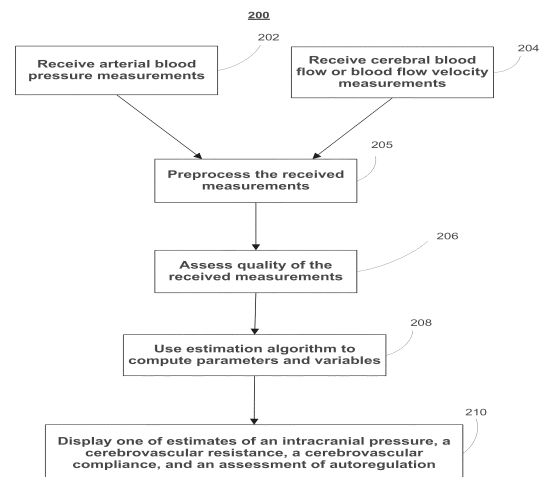 200
202
Receive arterial blood
pressure measurements
204
Receive cerebral blood
flow or blood flow velocity
measurements
205
Preprocess the received
measurements
206
Assess quality of the
received measurements
208
Use estimation algorithm to
compute parameters and variables
210
Display one of estimates of an intracranial pressure, a
cerebrovascular resistance, a cerebrovascular
compliance, and an assessment of autoregulation